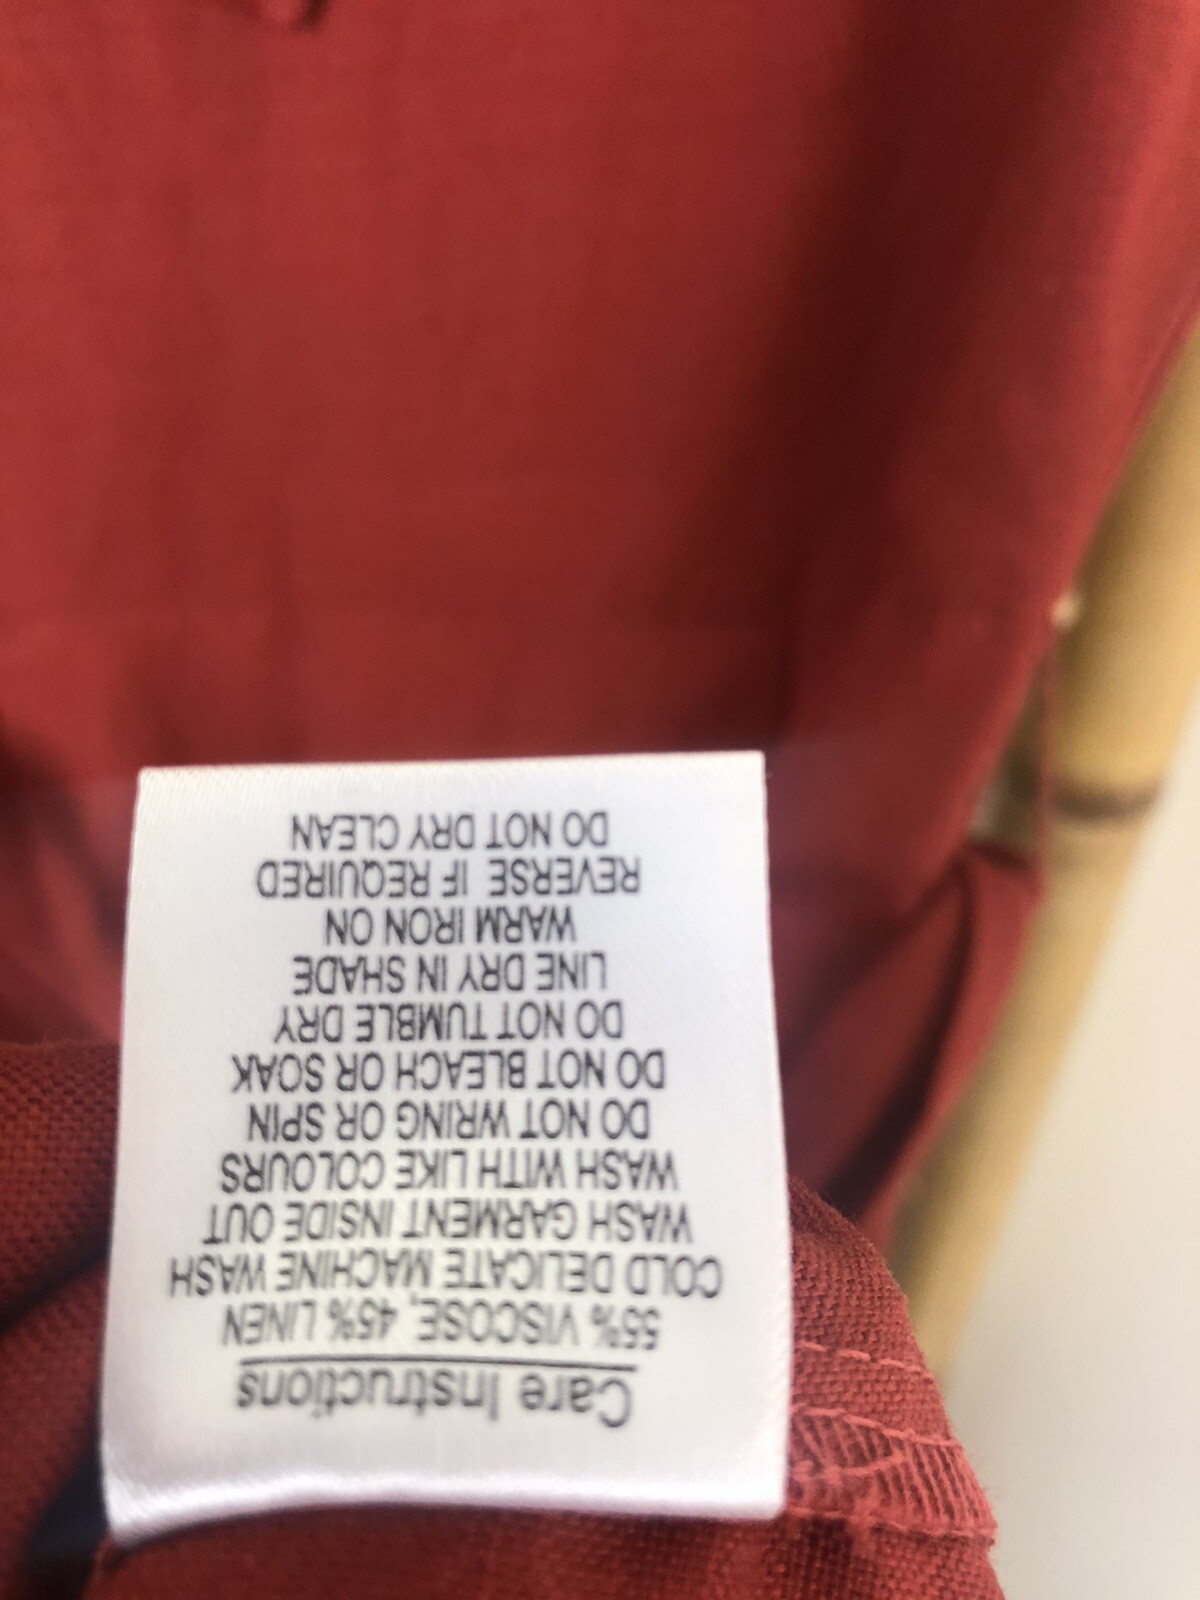 Care Instructions
55% VISCOSE, 45% LINEN
COLD DELICATE MACHINE WASH
WASH GARMENT INSIDE OUT
WASH WITH LIKE COLOURS
DO NOT WRING OR SPIN
DO NOT BLEACH OR SOAK
DO NOT TUMBLE DRY
LINE DRY IN SHADE
WARM IRON ON
REVERSE IF REQUIRED
DO NOT DRY CLEAN